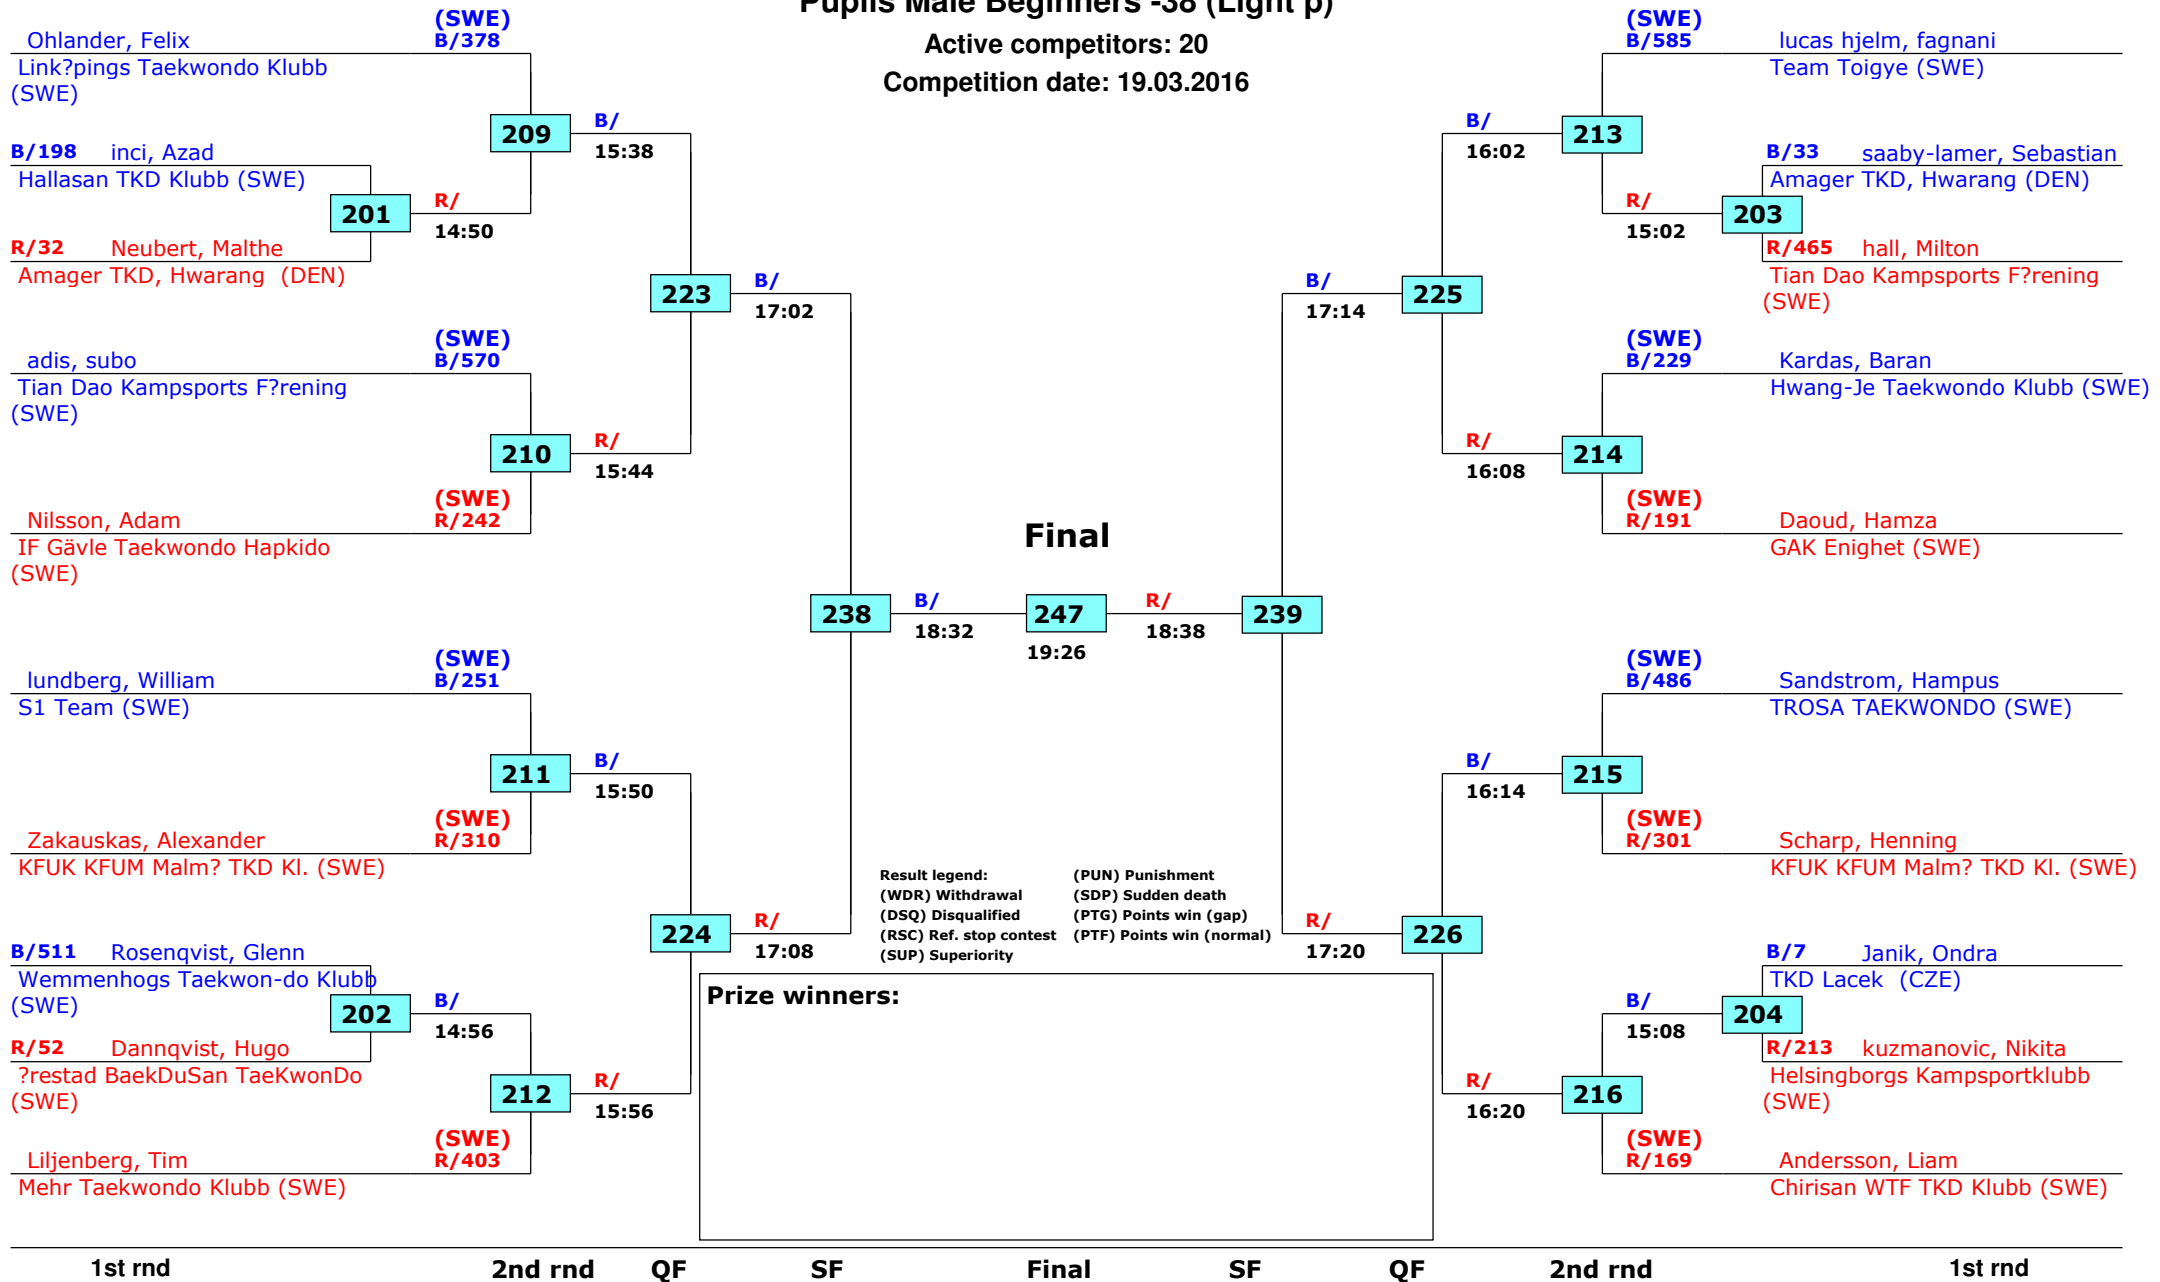 Pupils Male Beginners -38 (Light p)
Active competitors: 20
Competition date: 19.03.2016
(SWE)
Ohlander, Felix B/378
Link?pings Taekwondo Klubb
(SWE)
209
B/
15:38
B/198 inci, Azad
Hallasan TKD Klubb (SWE)
201
R/
14:50
R/32 Neubert, Malthe
Amager TKD, Hwarang (DEN)
223
B/
17:02
(SWE)
adis, subo B/570
Tian Dao Kampsports F?rening
(SWE)
210
R/
15:44
(SWE)
Nilsson, Adam R/242
IF Gävle Taekwondo Hapkido
(SWE)
238
B/
18:32
(SWE)
lundberg, William B/251
S1 Team (SWE)
211
B/
15:50
(SWE)
Zakauskas, Alexander R/310
KFUK KFUM Malm? TKD Kl. (SWE)
224
R/
17:08
B/511 Rosenqvist, Glenn
Wemmenhogs Taekwon-do Klubb
(SWE)
202
B/
14:56
R/52 Dannqvist, Hugo
?restad BaekDuSan TaeKwonDo
(SWE)
212
R/
15:56
(SWE)
Liljenberg, Tim R/403
Mehr Taekwondo Klubb (SWE)
Final
247
19:26
R/
18:38
239
(SWE)
B/585 lucas hjelm, fagnani
Team Toigye (SWE)
B/
16:02
213
B/33 saaby-lamer, Sebastian
Amager TKD, Hwarang (DEN)
R/
15:02
203
R/465 hall, Milton
Tian Dao Kampsports F?rening
(SWE)
B/
17:14
225
(SWE)
B/229 Kardas, Baran
Hwang-Je Taekwondo Klubb (SWE)
R/
16:08
214
(SWE)
R/191 Daoud, Hamza
GAK Enighet (SWE)
(SWE)
B/486 Sandstrom, Hampus
TROSA TAEKWONDO (SWE)
B/
16:14
215
(SWE)
R/301 Scharp, Henning
KFUK KFUM Malm? TKD Kl. (SWE)
R/
17:20
226
B/7 Janik, Ondra
TKD Lacek (CZE)
B/
15:08
204
R/213 kuzmanovic, Nikita
Helsingborgs Kampsportklubb
(SWE)
R/
16:20
216
(SWE)
R/169 Andersson, Liam
Chirisan WTF TKD Klubb (SWE)
Result legend: (PUN) Punishment
(WDR) Withdrawal (SDP) Sudden death
(DSQ) Disqualified (PTG) Points win (gap)
(RSC) Ref. stop contest (PTF) Points win (normal)
(SUP) Superiority
Prize winners:
1st rnd 2nd rnd QF SF Final SF QF 2nd rnd 1st rnd